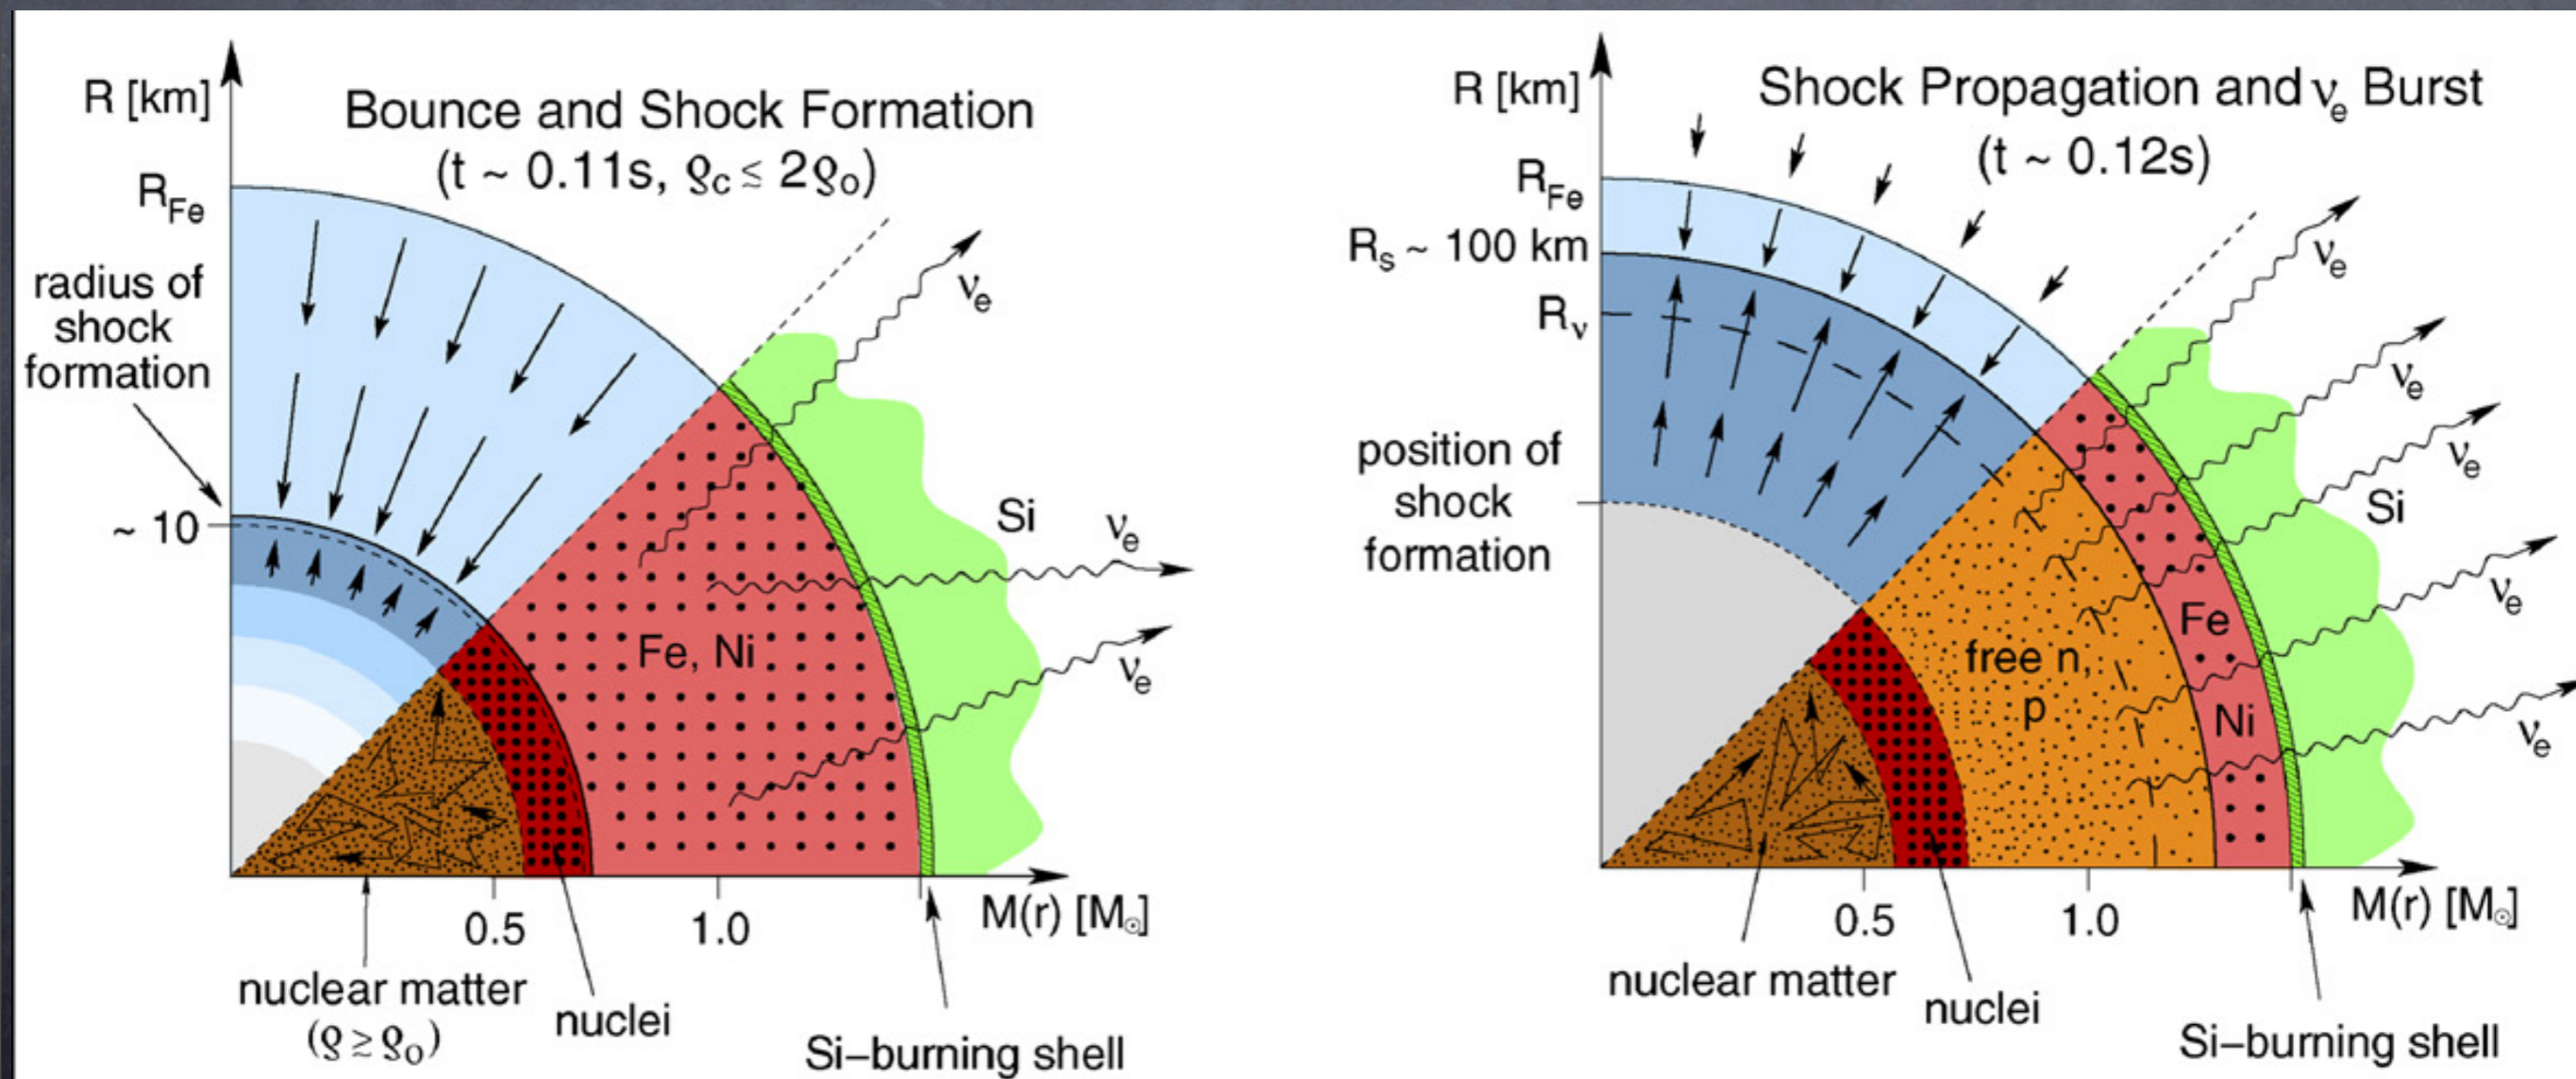 R [km]
Bounce and Shock Formation
(t ~ 0.11s, ϱc ≲ 2ϱo)
RFe
radius of
shock
formation
~ 10
νe
Si
νe
Fe, Ni
νe
0.5
1.0
M(r) [M☉]
nuclear matter
(ϱ ≳ ϱo)
nuclei
Si–burning shell
R [km]
Shock Propagation and νe Burst
(t ~ 0.12s)
RFe
Rs ~ 100 km
Rν
position of
shock
formation
νe
νe
νe
Si
νe
Fe
free n,
p
Ni
νe
0.5
1.0
M(r) [M☉]
nuclear matter
nuclei
Si–burning shell